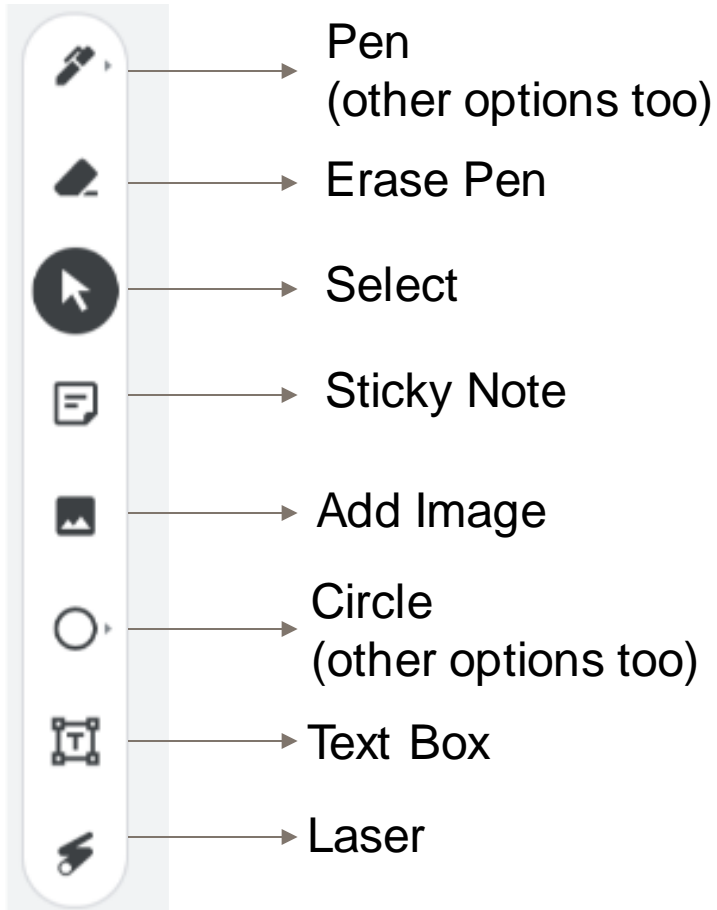 Pen
(other options too)
Erase Pen
Select
Sticky Note
Add Image
Circle
(other options too)
T
Text Box
Laser